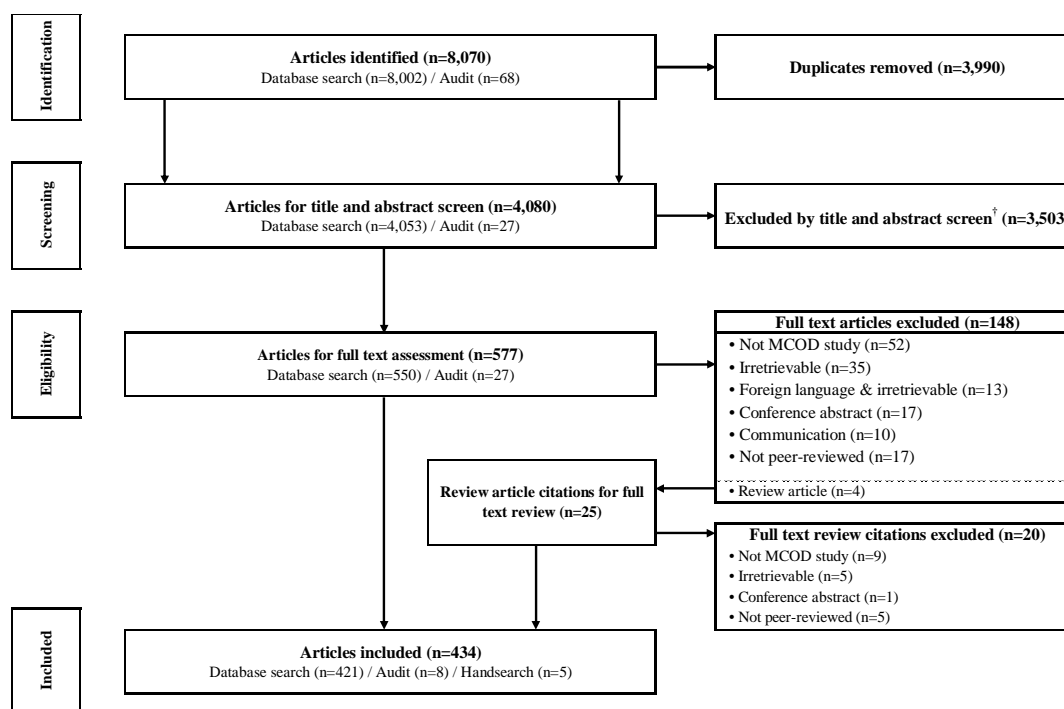 Identification
Articles identified (n=8,070)
Database search (n=8,002) / Audit (n=68)
Duplicates removed (n=3,990)
Screening
Articles for title and abstract screen (n=4,080)
Database search (n=4,053) / Audit (n=27)
Excluded by title and abstract screen† (n=3,503
Eligibility
Articles for full text assessment (n=577)
Database search (n=550) / Audit (n=27)
Full text articles excluded (n=148)
• Not MCOD study (n=52)
• Irretrievable (n=35)
• Foreign language & irretrievable (n=13)
• Conference abstract (n=17)
• Communication (n=10)
• Not peer-reviewed (n=17)
• Review article (n=4)
Review article citations for full
text review (n=25)
Full text review citations excluded (n=20)
• Not MCOD study (n=9)
• Irretrievable (n=5)
• Conference abstract (n=1)
• Not peer-reviewed (n=5)
Included
Articles included (n=434)
Database search (n=421) / Audit (n=8) / Handsearch (n=5)